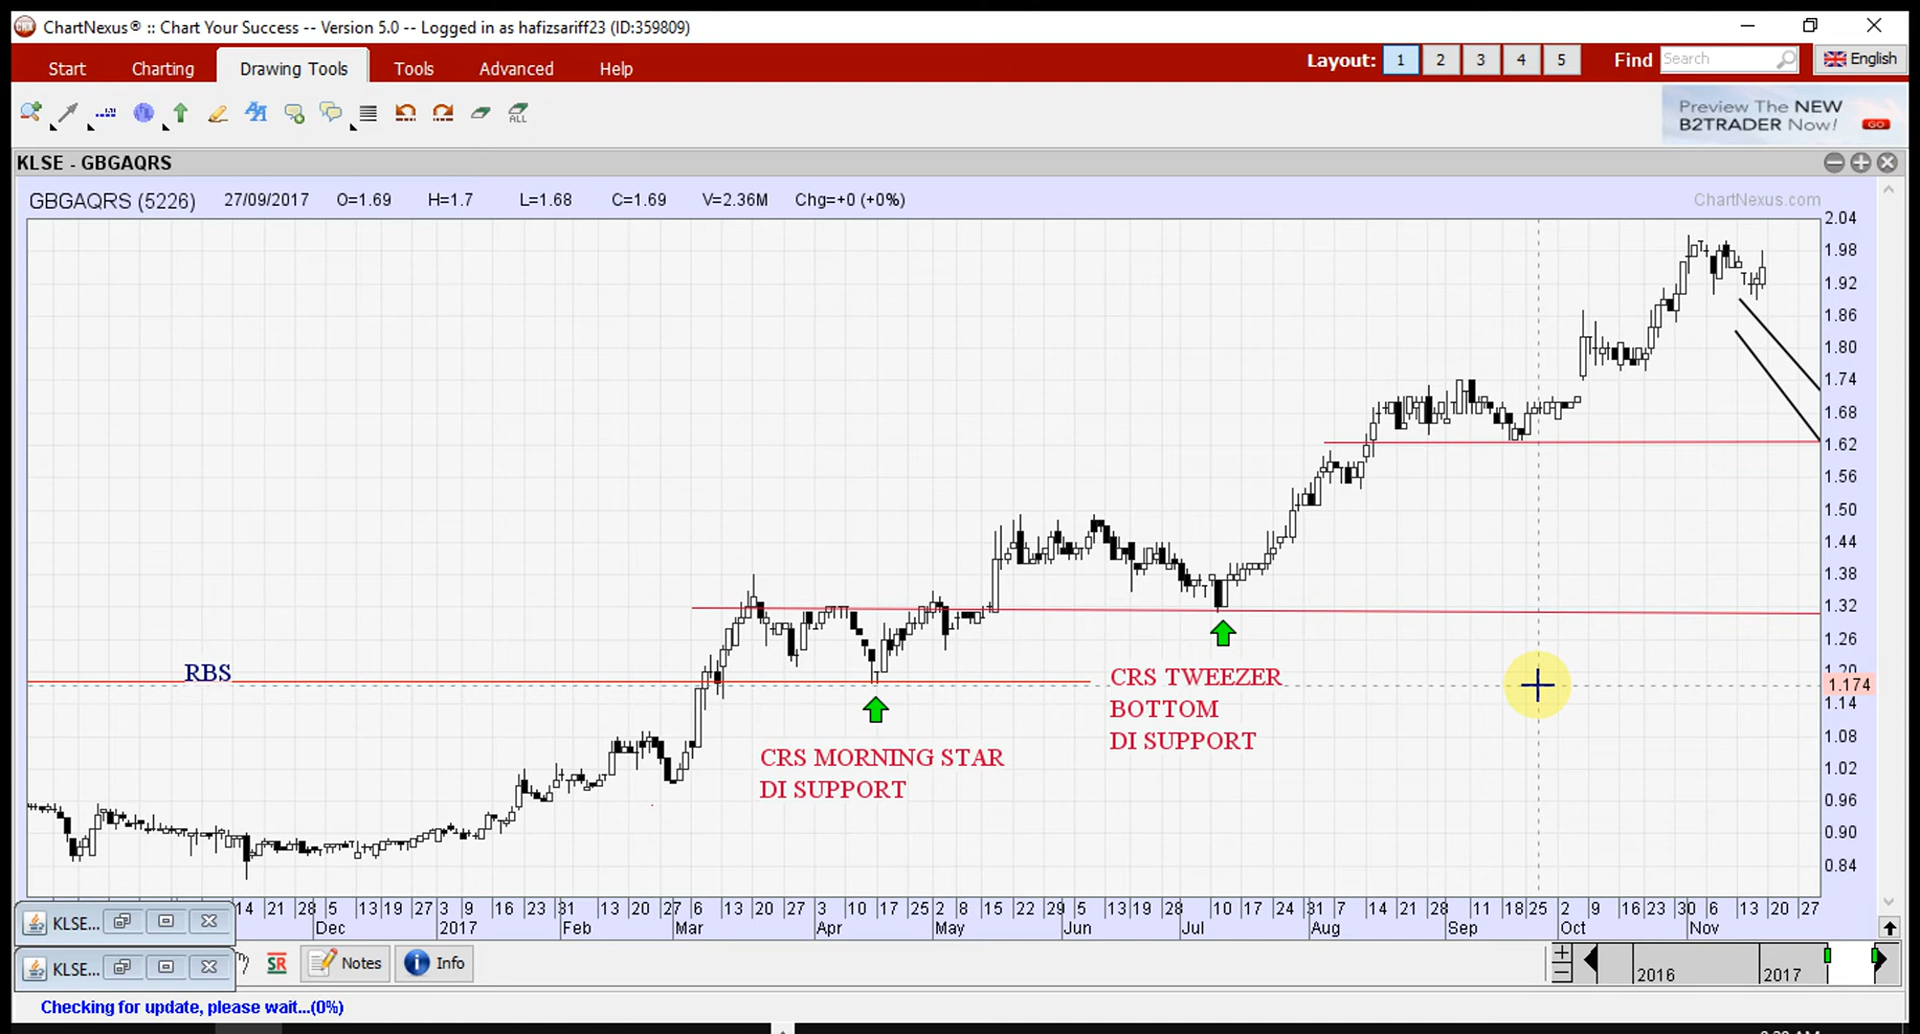 ChartNexus® :: Chart Your Success -- Version 5.0 -- Logged in as hafizsariff23 (ID:359809)
Start Charting Drawing Tools Tools Advanced Help Layout: 1 2 3 4 5 Find Search English
Preview The NEW
B2TRADER Now! GO
ALL
KLSE - GBGAQRS
GBGAQRS (5226) 27/09/2017 O=1.69 H=1.7 L=1.68 C=1.69 V=2.36M Chg=+0 (+0%) ChartNexus.com
2.04
1.98
1.92
1.86
1.80
1.74
1.68
1.62
1.56
1.50
1.44
1.38
1.32
1.26
1.20
1.174
1.14
1.08
1.02
0.96
0.90
0.84
RBS
CRS TWEEZER
BOTTOM
DI SUPPORT
CRS MORNING STAR
DI SUPPORT
14 21 28 5 13 19 27 3 9 16 23 31 13 20 27 6 13 20 27 3 10 17 25 2 8 15 22 29 5 13 19 28 10 17 24 31 7 14 21 28 11 18 25 2 9 16 23 30 6 13 20 27
Dec 2017 Feb Mar Apr May Jun Jul Aug Sep Oct Nov
KLSE...
KLSE...
SR Notes i Info
2016 2017
Checking for update, please wait...(0%)